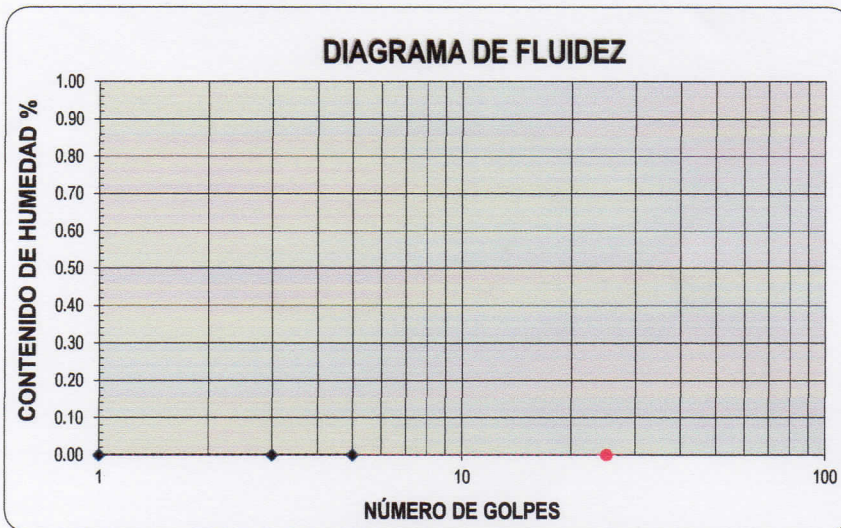 DIAGRAMA DE FLUIDEZ
CONTENIDO DE HUMEDAD %
1.00
0.90
0.80
0.70
0.60
0.50
0.40
0.30
0.20
0.10
0.00
1 10 100
NÚMERO DE GOLPES